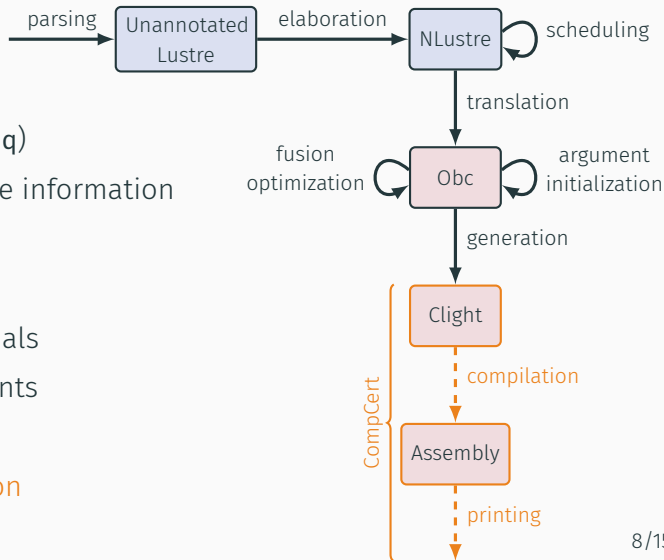 parsing
Unannotated
Lustre
elaboration
NLustre
scheduling
translation
q)
e information
fusion
optimization
Obc
argument
initialization
generation
als
nts
on
CompCert
Clight
compilation
Assembly
printing
8/15